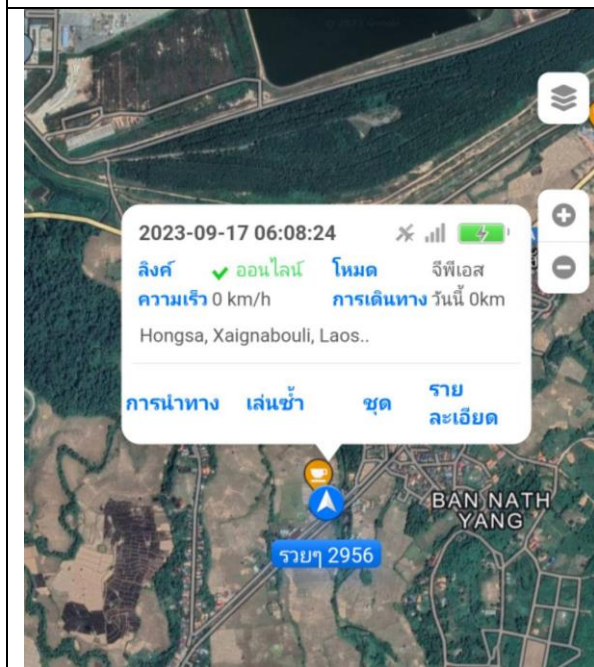 2023-09-17 06:08:24
ลิงค์ ออนไลน์ โหมด จีพีเอส
ความเร็ว 0 km/h การเดินทาง วันนี้ 0km
Hongsa, Xaignabouli, Laos..
การนำทาง เล่นซ้ำ ชุด ราย
ละเอียด
BAN NATH
YANG
รวยๆ 2956